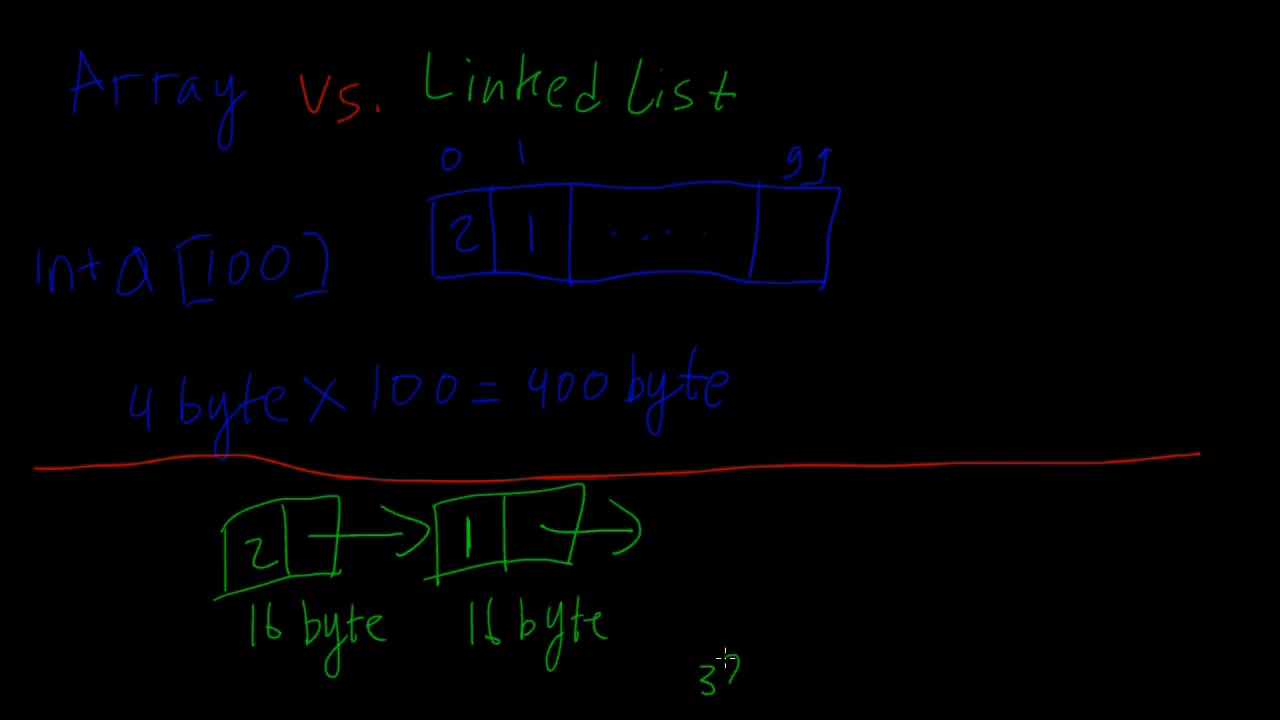 Array Vs. Linked List
0 1 99
2 1 ....
int a [100]
4 byte × 100 = 400 byte
2 1
16 byte 16 byte